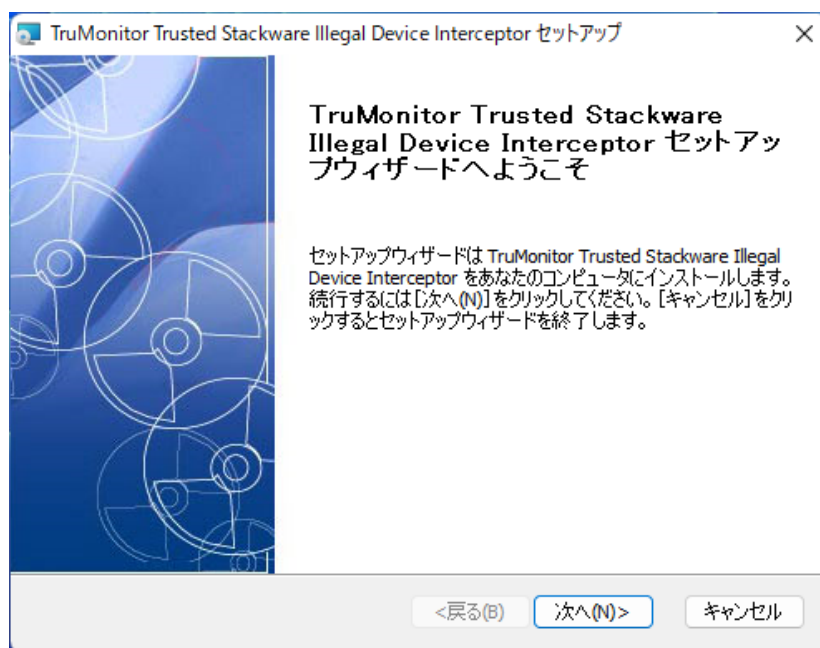 TruMonitor Trusted Stackware Illegal Device Interceptor セットアップ
TruMonitor Trusted Stackware
Illegal Device Interceptor セットアッ
プウィザードへようこそ
セットアップウィザードは TruMonitor Trusted Stackware Illegal
Device Interceptor をあなたのコンピュータにインストールします。
続行するには[次へ(N)]をクリックしてください。[キャンセル]をクリ
ックするとセットアップウィザードを終了します。
<戻る(B)
次へ(N)>
キャンセル